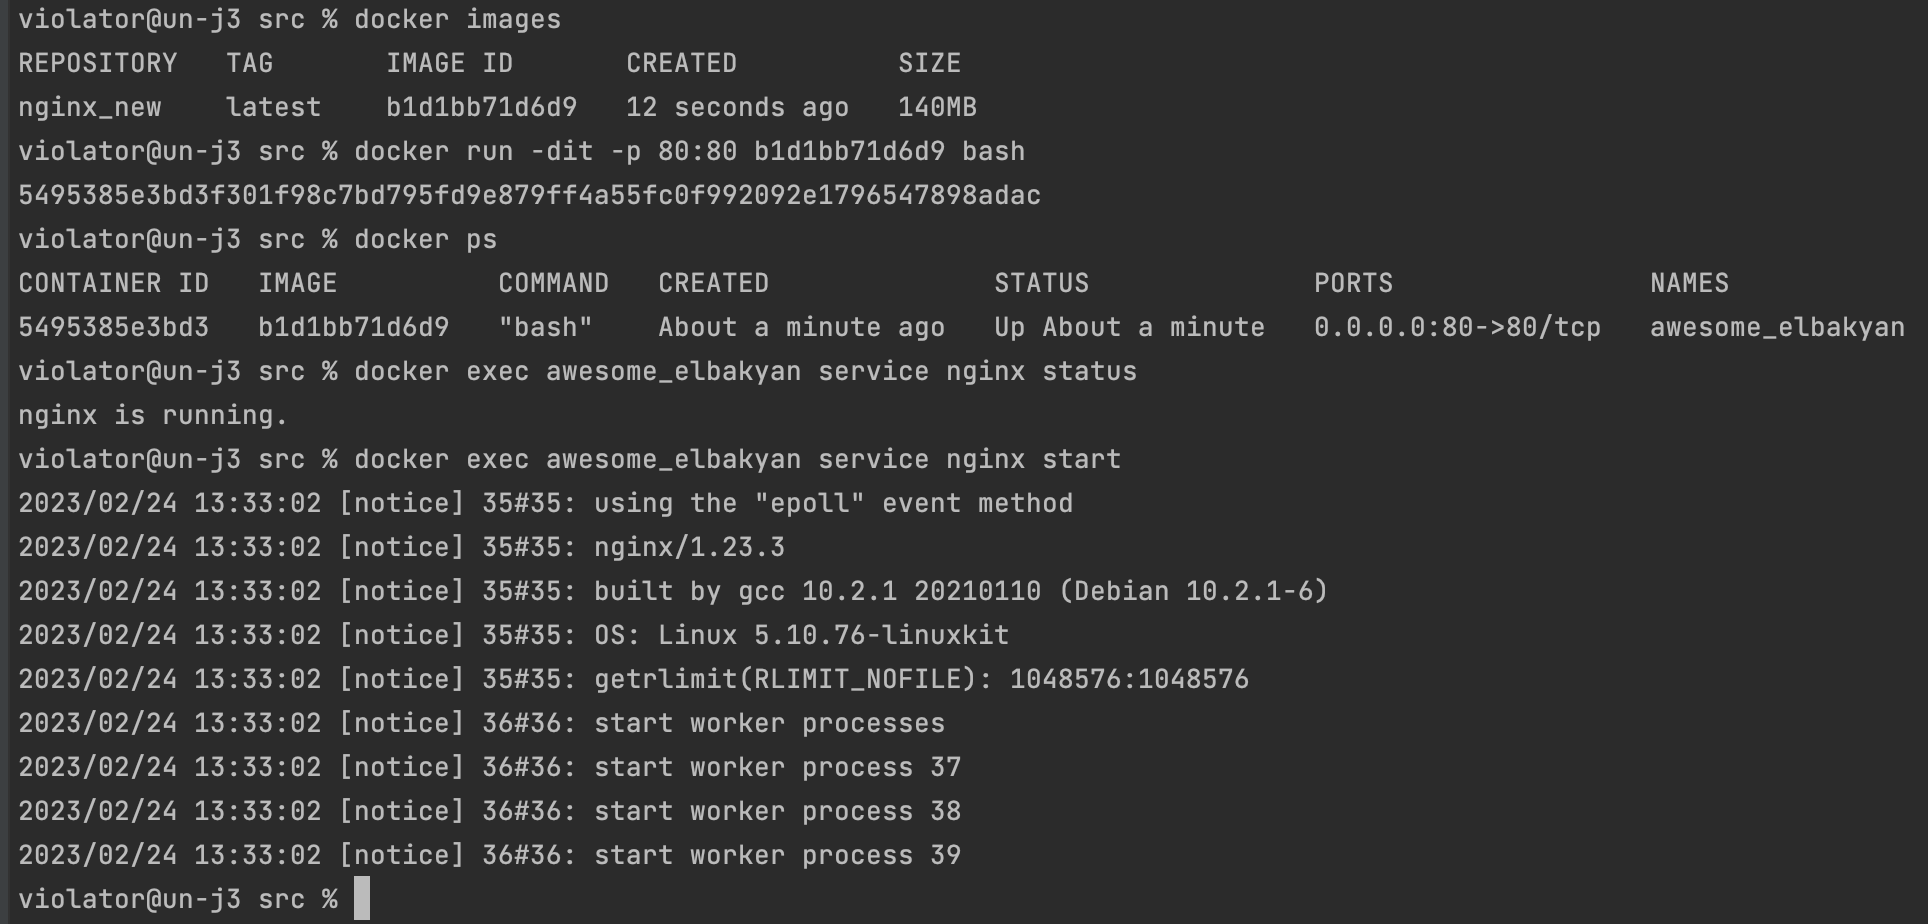 violator@un-j3 src % docker images
REPOSITORY   TAG       IMAGE ID       CREATED          SIZE
nginx_new    latest    b1d1bb71d6d9   12 seconds ago   140MB
violator@un-j3 src % docker run -dit -p 80:80 b1d1bb71d6d9 bash
5495385e3bd3f301f98c7bd795fd9e879ff4a55fc0f992092e1796547898adac
violator@un-j3 src % docker ps
CONTAINER ID   IMAGE          COMMAND   CREATED              STATUS              PORTS                NAMES
5495385e3bd3   b1d1bb71d6d9   "bash"    About a minute ago   Up About a minute   0.0.0.0:80->80/tcp   awesome_elbakyan
violator@un-j3 src % docker exec awesome_elbakyan service nginx status
nginx is running.
violator@un-j3 src % docker exec awesome_elbakyan service nginx start
2023/02/24 13:33:02 [notice] 35#35: using the "epoll" event method
2023/02/24 13:33:02 [notice] 35#35: nginx/1.23.3
2023/02/24 13:33:02 [notice] 35#35: built by gcc 10.2.1 20210110 (Debian 10.2.1-6)
2023/02/24 13:33:02 [notice] 35#35: OS: Linux 5.10.76-linuxkit
2023/02/24 13:33:02 [notice] 35#35: getrlimit(RLIMIT_NOFILE): 1048576:1048576
2023/02/24 13:33:02 [notice] 36#36: start worker processes
2023/02/24 13:33:02 [notice] 36#36: start worker process 37
2023/02/24 13:33:02 [notice] 36#36: start worker process 38
2023/02/24 13:33:02 [notice] 36#36: start worker process 39
violator@un-j3 src %